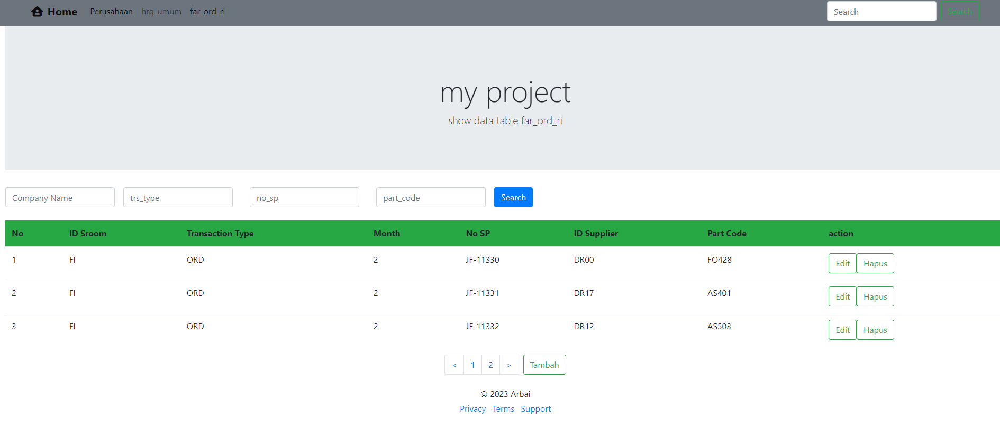 Home Perusahaan hrg_umum far_ord_ri Search Search
my project
show data table far_ord_ri
Company Name trs_type no_sp part_code Search
No ID Sroom Transaction Type Month No SP ID Supplier Part Code action
1 FI ORD 2 JF-11330 DR00 FO428 Edit Hapus
2 FI ORD 2 JF-11331 DR17 AS401 Edit Hapus
3 FI ORD 2 JF-11332 DR12 AS503 Edit Hapus
< 1 2 > Tambah
© 2023 Arbai
Privacy Terms Support